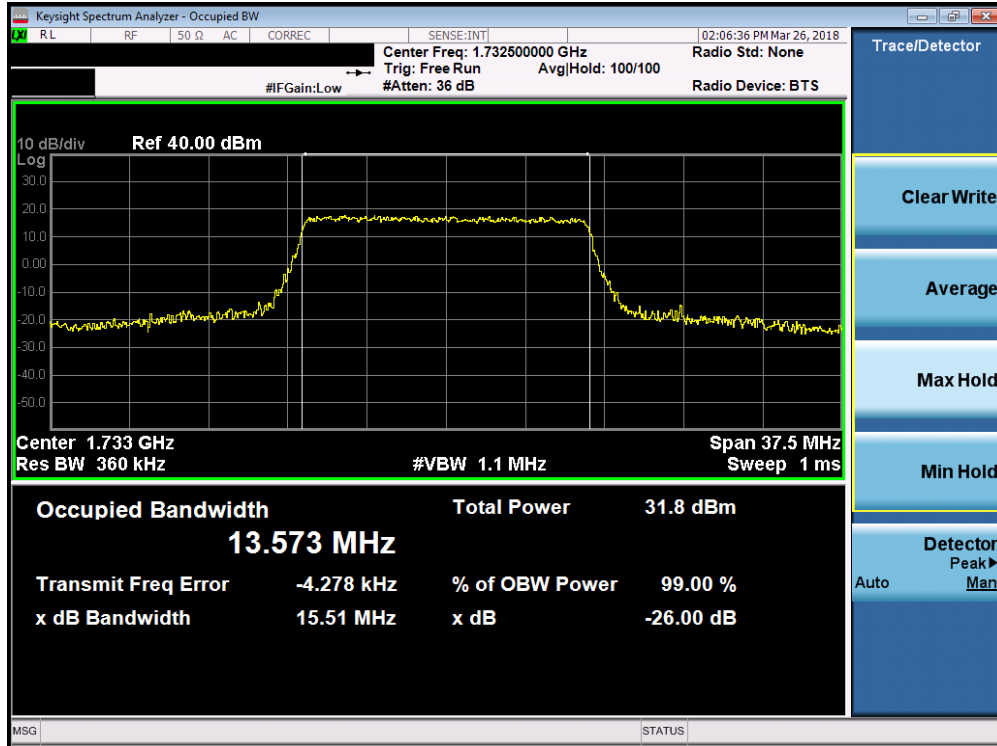 Keysight Spectrum Analyzer - Occupied BW
LXI RL RF 50 Ω AC CORREC SENSE:INT 02:06:36 PM Mar 26, 2018
Center Freq: 1.732500000 GHz Radio Std: None
Trig: Free Run Avg|Hold: 100/100
#IFGain:Low #Atten: 36 dB Radio Device: BTS
10 dB/div Ref 40.00 dBm
Log
30.0
20.0
10.0
0.00
-10.0
-20.0
-30.0
-40.0
-50.0
Center 1.733 GHz Span 37.5 MHz
Res BW 360 kHz #VBW 1.1 MHz Sweep 1 ms
Occupied Bandwidth Total Power 31.8 dBm
13.573 MHz
Transmit Freq Error -4.278 kHz % of OBW Power 99.00 %
x dB Bandwidth 15.51 MHz x dB -26.00 dB
MSG STATUS
Trace/Detector
Clear Write
Average
Max Hold
Min Hold
Detector
Peak▶
Auto Man